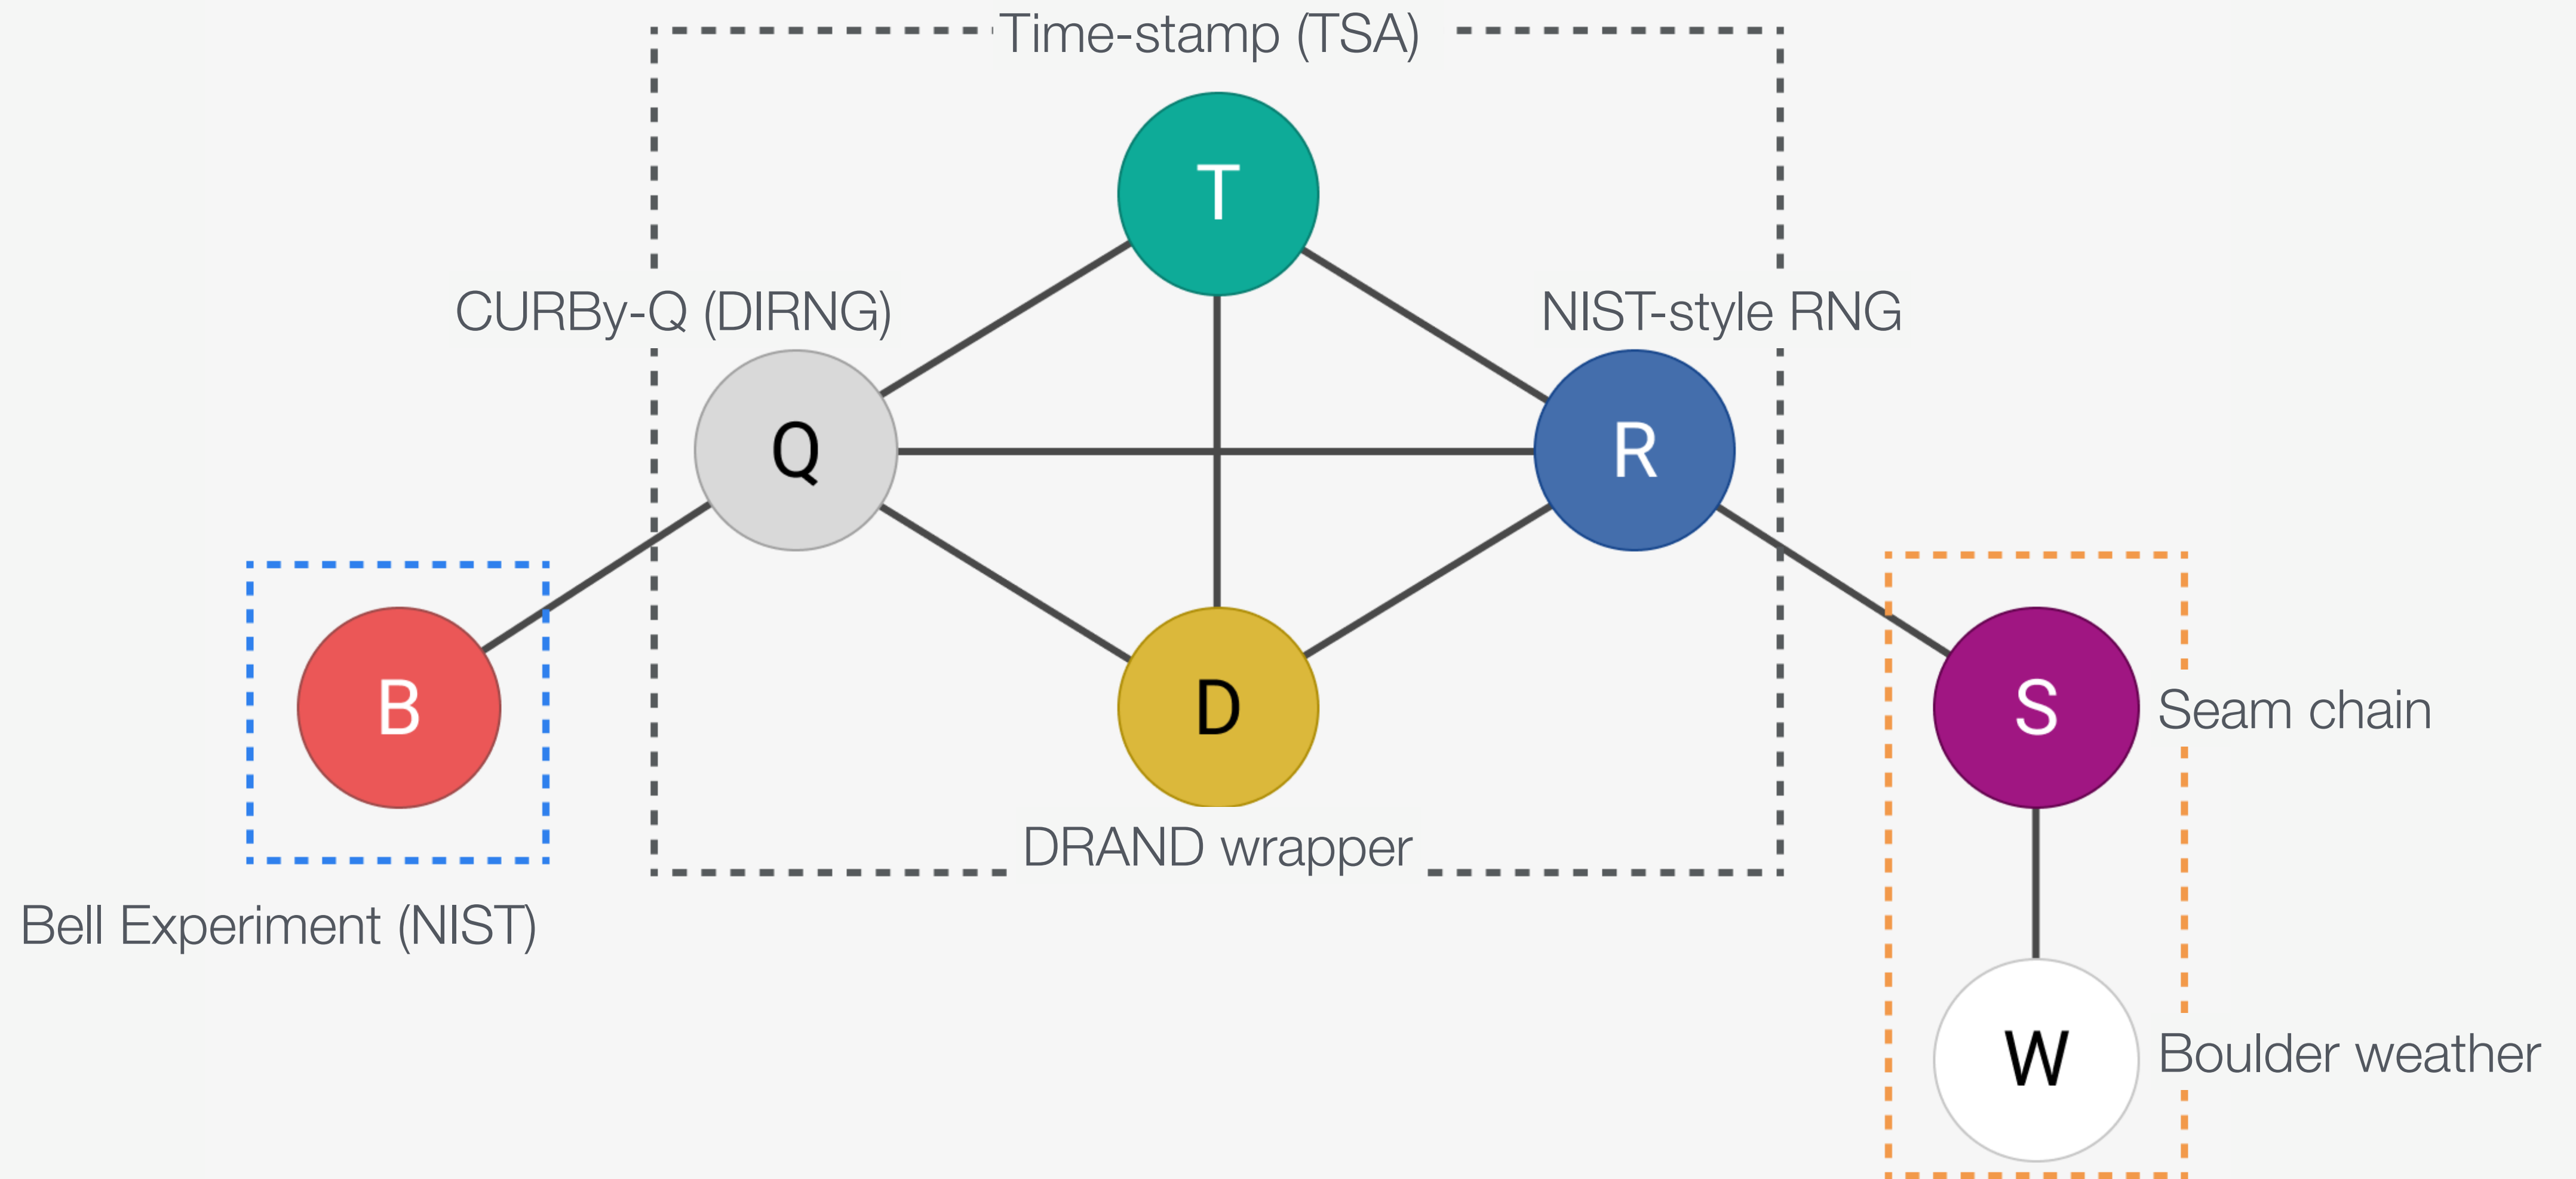 Time-stamp (TSA)
T
CURBy-Q (DIRNG)
NIST-style RNG
Q
R
B
D
S
Seam chain
DRAND wrapper
Bell Experiment (NIST)
W
Boulder weather